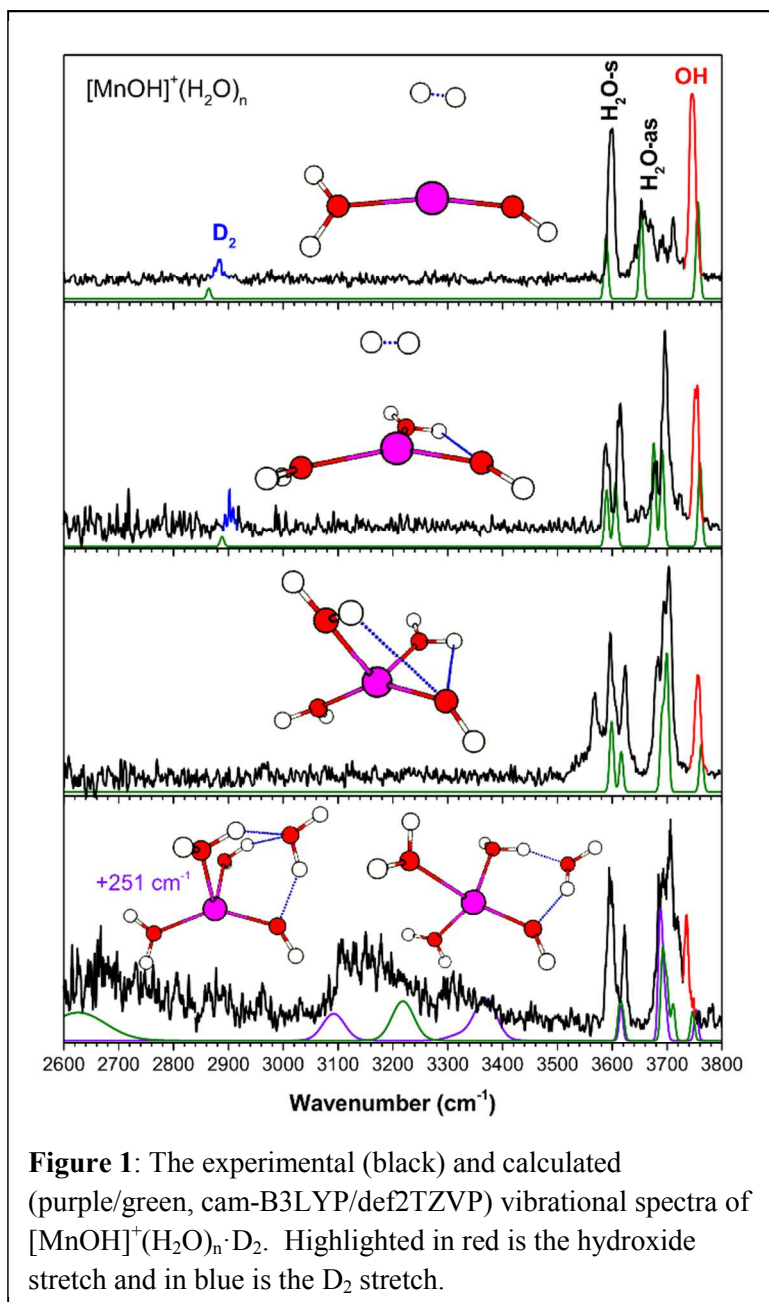 [MnOH]⁺(H₂O)ₙ
H₂O-s
H₂O-as
OH
D₂
+251 cm⁻¹
2600 2700 2800 2900 3000 3100 3200 3300 3400 3500 3600 3700 3800
Wavenumber (cm⁻¹)
Figure 1: The experimental (black) and calculated
(purple/green, cam-B3LYP/def2TZVP) vibrational spectra of
[MnOH]⁺(H₂O)ₙ·D₂.  Highlighted in red is the hydroxide
stretch and in blue is the D₂ stretch.